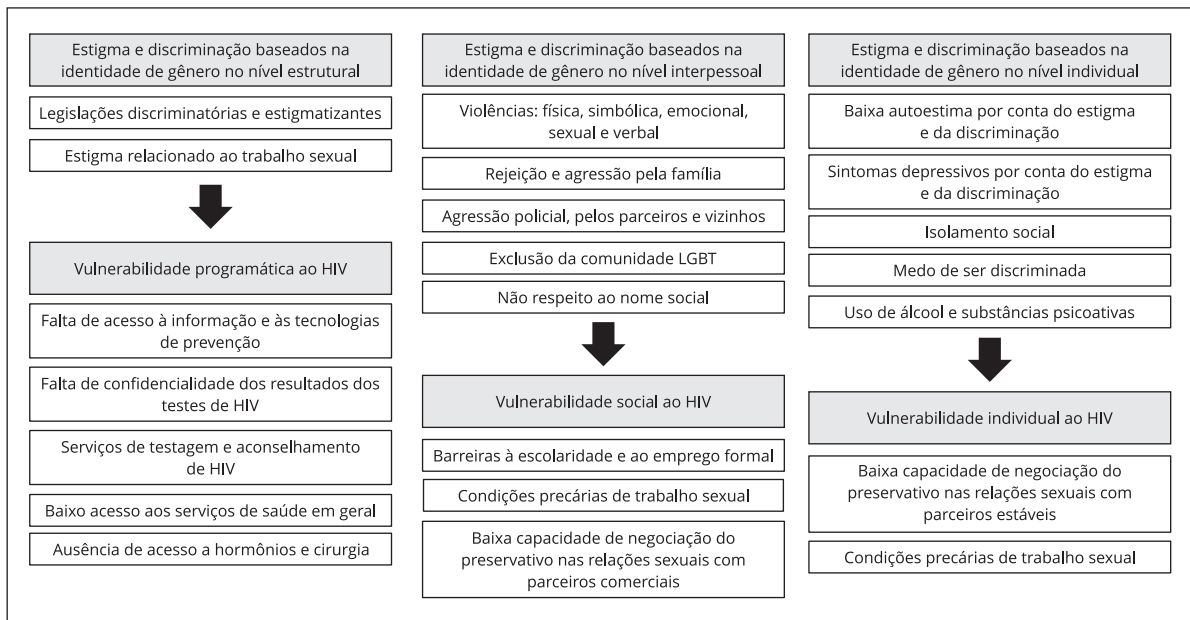 Estigma e discriminação baseados na
identidade de gênero no nível estrutural
Legislações discriminatórias e estigmatizantes
Estigma relacionado ao trabalho sexual
Vulnerabilidade programática ao HIV
Falta de acesso à informação e às tecnologias
de prevenção
Falta de confidencialidade dos resultados dos
testes de HIV
Serviços de testagem e aconselhamento
de HIV
Baixo acesso aos serviços de saúde em geral
Ausência de acesso a hormônios e cirurgia
Estigma e discriminação baseados na
identidade de gênero no nível interpessoal
Violências: física, simbólica, emocional,
sexual e verbal
Rejeição e agressão pela família
Agressão policial, pelos parceiros e vizinhos
Exclusão da comunidade LGBT
Não respeito ao nome social
Vulnerabilidade social ao HIV
Barreiras à escolaridade e ao emprego formal
Condições precárias de trabalho sexual
Baixa capacidade de negociação do
preservativo nas relações sexuais com
parceiros comerciais
Estigma e discriminação baseados na
identidade de gênero no nível individual
Baixa autoestima por conta do estigma
e da discriminação
Sintomas depressivos por conta do estigma
e da discriminação
Isolamento social
Medo de ser discriminada
Uso de álcool e substâncias psicoativas
Vulnerabilidade individual ao HIV
Baixa capacidade de negociação do
preservativo nas relações sexuais com
parceiros estáveis
Condições precárias de trabalho sexual